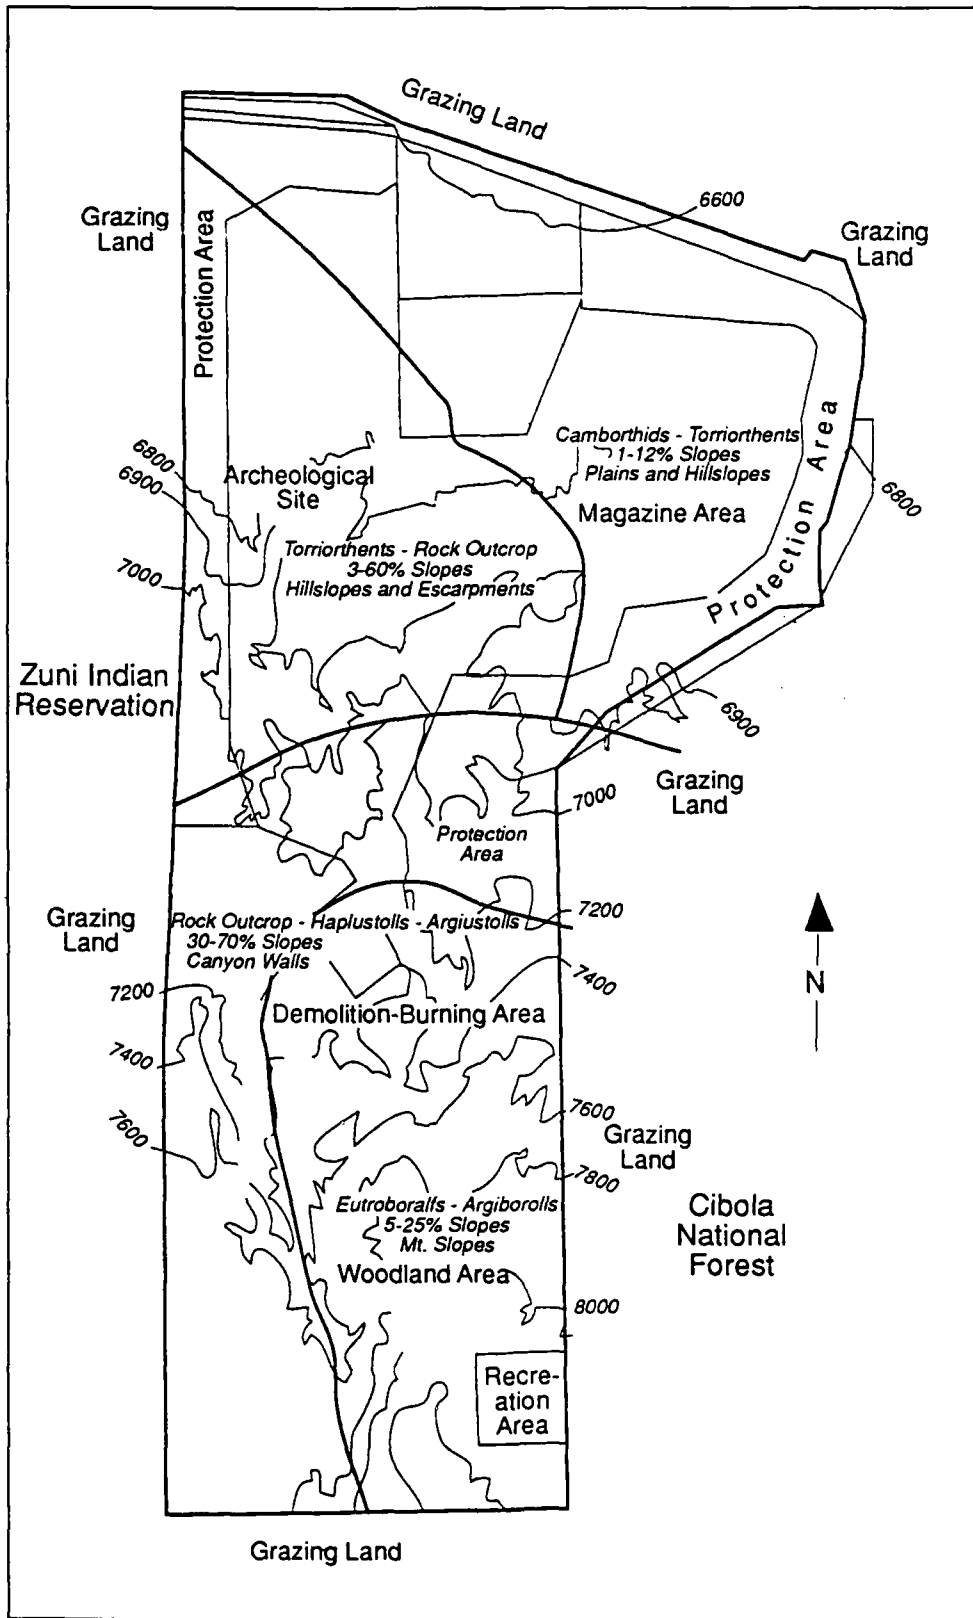 Grazing Land
6600
Grazing
Land
Protection Area
Grazing
Land
Camborthids - Torriorthents
1-12% Slopes
Plains and Hillslopes
Protection Area
6800
6900
Archeological
Site
6800
Magazine Area
7000
Torriorthents - Rock Outcrop
3-60% Slopes
Hillslopes and Escarpments
Zuni Indian
Reservation
6900
Grazing
Land
7000
Protection
Area
Grazing
Land
Rock Outcrop - Haplustolls - Argiustolls
30-70% Slopes
Canyon Walls
7200
7400
N
7200
Demolition-Burning Area
7400
7600
7600
Grazing
Land
7800
Eutroboralfs - Argiborolls
5-25% Slopes
Mt. Slopes
Cibola
National
Forest
Woodland Area
8000
Recre-
ation
Area
Grazing Land